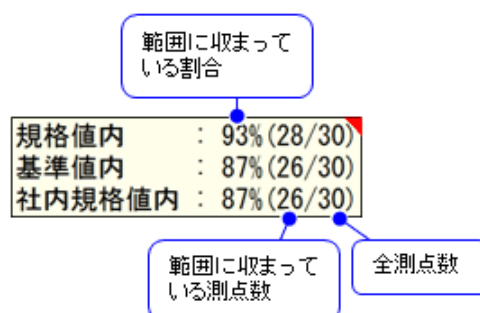 範囲に収まって
いる割合
規格値内 : 93%(28/30)
基準値内 : 87%(26/30)
社内規格値内 : 87%(26/30)
範囲に収まって
いる測点数
全測点数